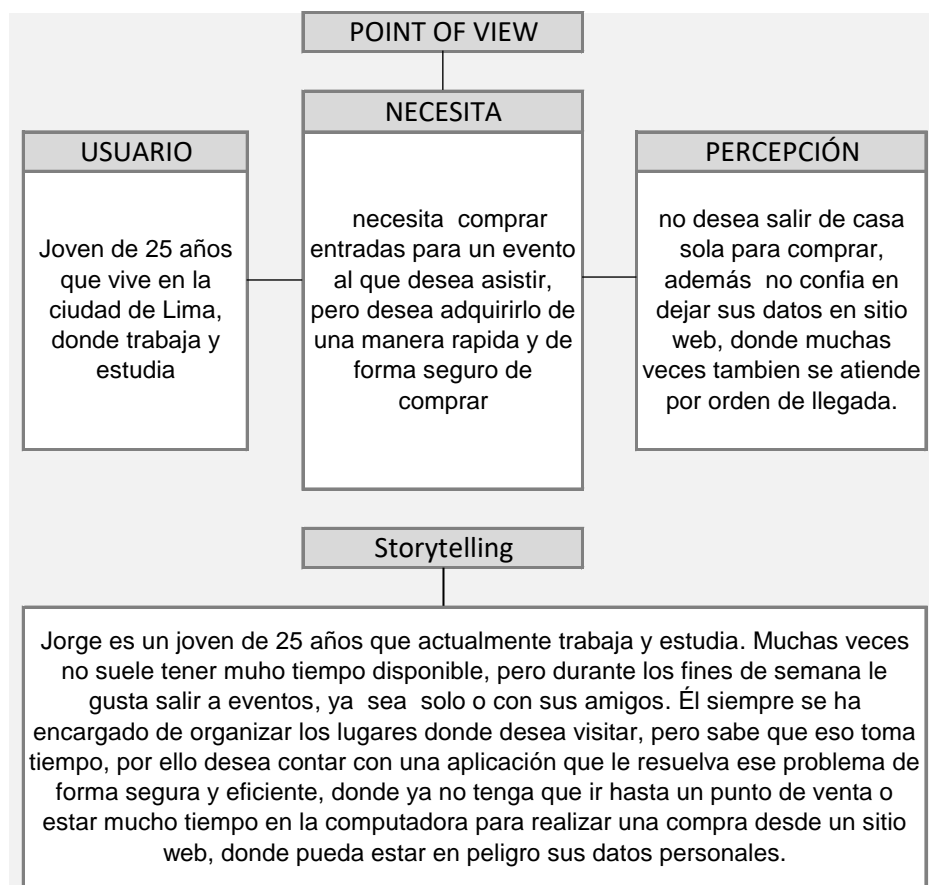 POINT OF VIEW
NECESITA
USUARIO
PERCEPCIÓN
Joven de 25 años
que vive en la
ciudad de Lima,
donde trabaja y
estudia
necesita comprar
entradas para un evento
al que desea asistir,
pero desea adquirirlo de
una manera rapida y de
forma seguro de
comprar
no desea salir de casa
sola para comprar,
además no confia en
dejar sus datos en sitio
web, donde muchas
veces tambien se atiende
por orden de llegada.
Storytelling
Jorge es un joven de 25 años que actualmente trabaja y estudia. Muchas veces
no suele tener muho tiempo disponible, pero durante los fines de semana le
gusta salir a eventos, ya sea solo o con sus amigos. Él siempre se ha
encargado de organizar los lugares donde desea visitar, pero sabe que eso toma
tiempo, por ello desea contar con una aplicación que le resuelva ese problema de
forma segura y eficiente, donde ya no tenga que ir hasta un punto de venta o
estar mucho tiempo en la computadora para realizar una compra desde un sitio
web, donde pueda estar en peligro sus datos personales.